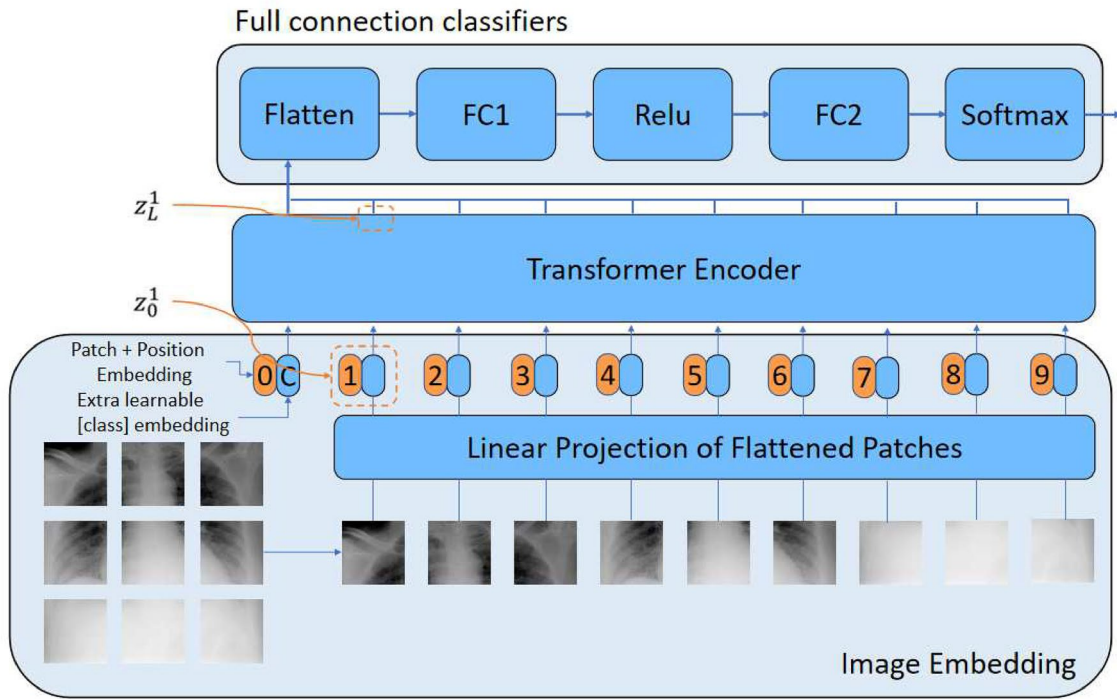 Full connection classifiers
Flatten FC1 Relu FC2 Softmax
z_L^1
Transformer Encoder
z_0^1
Patch + Position
Embedding
0 C 1 2 3 4 5 6 7 8 9
Extra learnable
[class] embedding
Linear Projection of Flattened Patches
Image Embedding